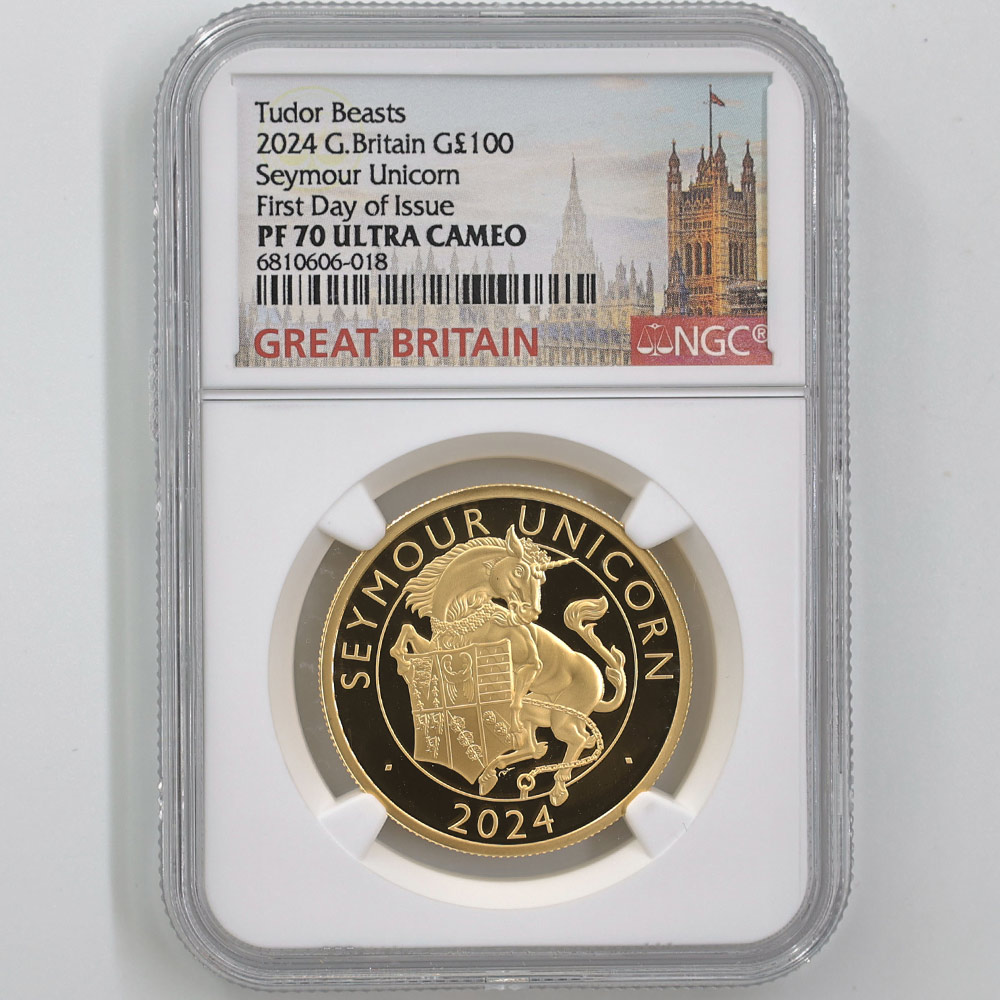 Tudor Beasts
2024 G.Britain G£100
Seymour Unicorn
First Day of Issue
PF 70 ULTRA CAMEO
6810606-018
GREAT BRITAIN
NGC®
SEYMOUR UNICORN
2024